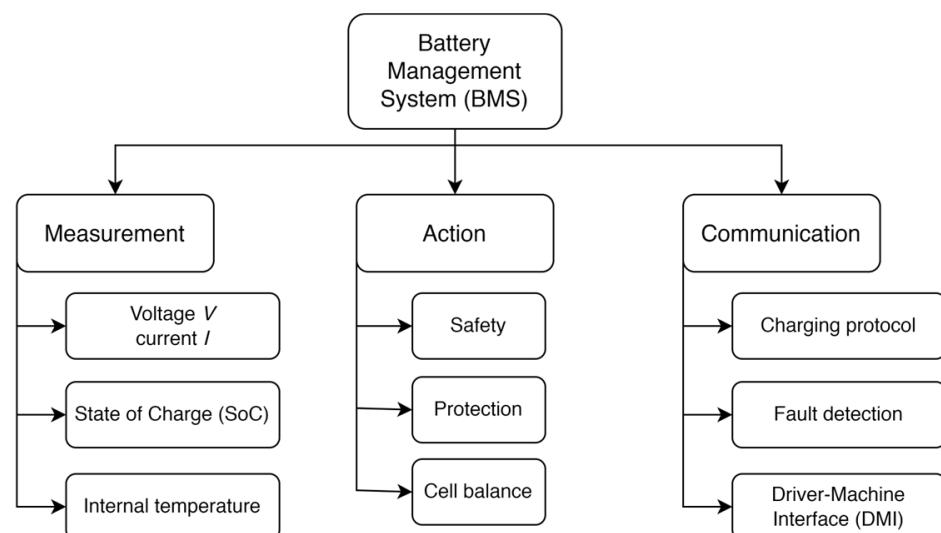 Battery
Management
System (BMS)
Measurement
Action
Communication
Voltage V
current I
Safety
Charging protocol
State of Charge (SoC)
Protection
Fault detection
Internal temperature
Cell balance
Driver-Machine
Interface (DMI)